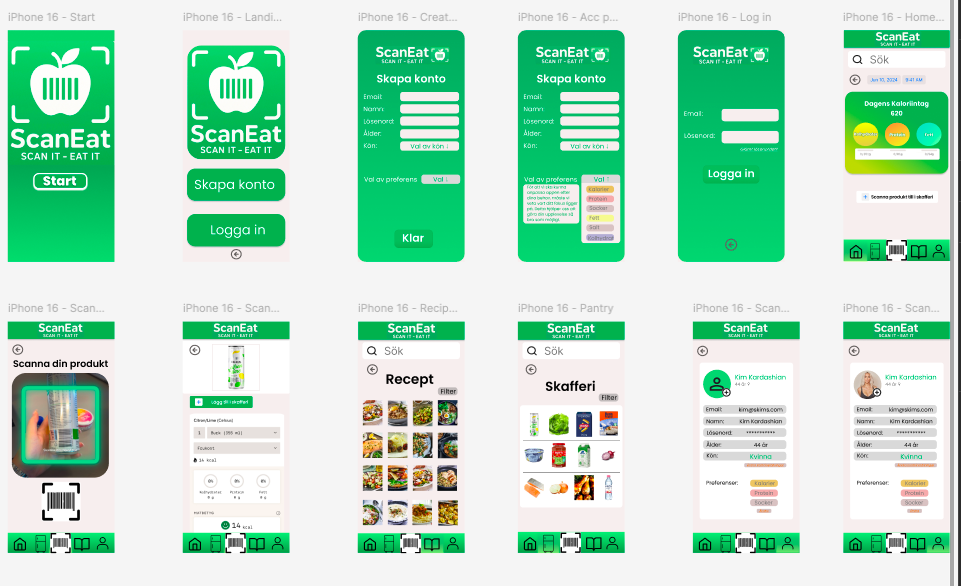 iPhone 16 - Start
iPhone 16 - Landi...
iPhone 16 - Creat...
iPhone 16 - Acc p...
iPhone 16 - Log in
iPhone 16 - Home...
ScanEat
SCAN IT - EAT IT
Start
ScanEat
SCAN IT - EAT IT
Skapa konto
Logga in
ScanEat
SCAN IT - EAT IT
Skapa konto
Email:
Namn:
Lösenord:
Ålder:
Kön:
Val av kön ↓
Val av preferens
Val ↓
Klar
ScanEat
SCAN IT - EAT IT
Skapa konto
Email:
Namn:
Lösenord:
Ålder:
Kön:
Val av kön ↓
Val av preferens
Val ↑
Kalorier
Protein
Socker
Fett
Salt
ScanEat
SCAN IT - EAT IT
Email:
Lösenord:
Logga in
ScanEat
SCAN IT - EAT IT
Sök
Jan 10, 2024
9:41 AM
Dagens Kaloriintag
620
Protein
Fett
+ Scanna produkt till i skafferi
iPhone 16 - Scan...
iPhone 16 - Scan...
iPhone 16 - Recip...
iPhone 16 - Pantry
iPhone 16 - Scan...
iPhone 16 - Scan...
ScanEat
SCAN IT - EAT IT
Scanna din produkt
ScanEat
SCAN IT - EAT IT
+ Lägg till i skafferi
Citron/Lime (Celsius)
1
Burk (355 ml)
Frukost
14 kcal
0%
0%
0%
Kolhydrater
Protein
Fett
0 g
0 g
0 g
14 kcal
ScanEat
SCAN IT - EAT IT
Sök
Recept
Filter
ScanEat
SCAN IT - EAT IT
Sök
Skafferi
Filter
ScanEat
SCAN IT - EAT IT
Kim Kardashian
44 år ♀
Email:
kim@skims.com
Namn:
Kim Kardashian
Lösenord:
**********
Ålder:
44 år
Kön:
Kvinna
Preferenser:
Kalorier
Protein
Socker
ScanEat
SCAN IT - EAT IT
Kim Kardashian
44 år ♀
Email:
kim@skims.com
Namn:
Kim Kardashian
Lösenord:
**********
Ålder:
44 år
Kön:
Kvinna
Preferenser:
Kalorier
Protein
Socker